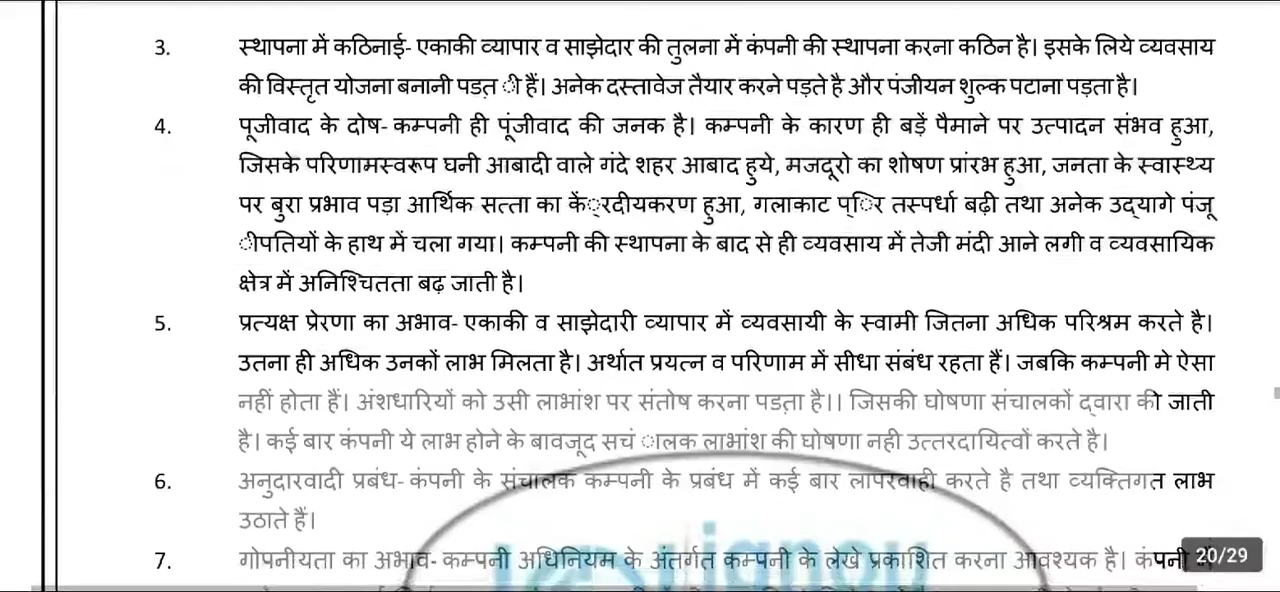 3. स्थापना में कठिनाई- एकाकी व्यापार व साझेदार की तुलना में कंपनी की स्थापना करना कठिन है। इसके लिये व्यवसाय
की विस्तृत योजना बनानी पडत़ ी हैं। अनेक दस्तावेज तैयार करने पड़ते है और पंजीयन शुल्क पटाना पड़ता है।
4. पूजीवाद के दोष- कम्पनी ही पूंजीवाद की जनक है। कम्पनी के कारण ही बड़ें पैमाने पर उत्पादन संभव हुआ,
जिसके परिणामस्वरूप घनी आबादी वाले गंदे शहर आबाद हुये, मजदूरो का शोषण प्रांरभ हुआ, जनता के स्वास्थ्य
पर बुरा प्रभाव पड़ा आर्थिक सत्ता का कें्रदीयकरण हुआ, गलाकाट प्िर तस्पर्धा बढ़ी तथा अनेक उद्यागे पंजू
ीपतियों के हाथ में चला गया। कम्पनी की स्थापना के बाद से ही व्यवसाय में तेजी मंदी आने लगी व व्यवसायिक
क्षेत्र में अनिश्चितता बढ़ जाती है।
5. प्रत्यक्ष प्रेरणा का अभाव- एकाकी व साझेदारी व्यापार में व्यवसायी के स्वामी जितना अधिक परिश्रम करते है।
उतना ही अधिक उनकों लाभ मिलता है। अर्थात प्रयत्न व परिणाम में सीधा संबंध रहता हैं। जबकि कम्पनी मे ऐसा
नहीं होता हैं। अंशधारियों को उसी लाभांश पर संतोष करना पडत़ा है।। जिसकी घोषणा संचालकों द्वारा की जाती
है। कई बार कंपनी ये लाभ होने के बावजूद सचं ालक लाभांश की घोषणा नही उत्तरदायित्वों करते है।
6. अनुदारवादी प्रबंध- कंपनी के संचालक कम्पनी के प्रबंध में कई बार लापरवाही करते है तथा व्यक्तिगत लाभ
उठाते हैं।
7. गोपनीयता का अभाव- कम्पनी अधिनियम के अंतर्गत कम्पनी के लेखे प्रकाशित करना आवश्यक है। कंपनी
ignou
20/29